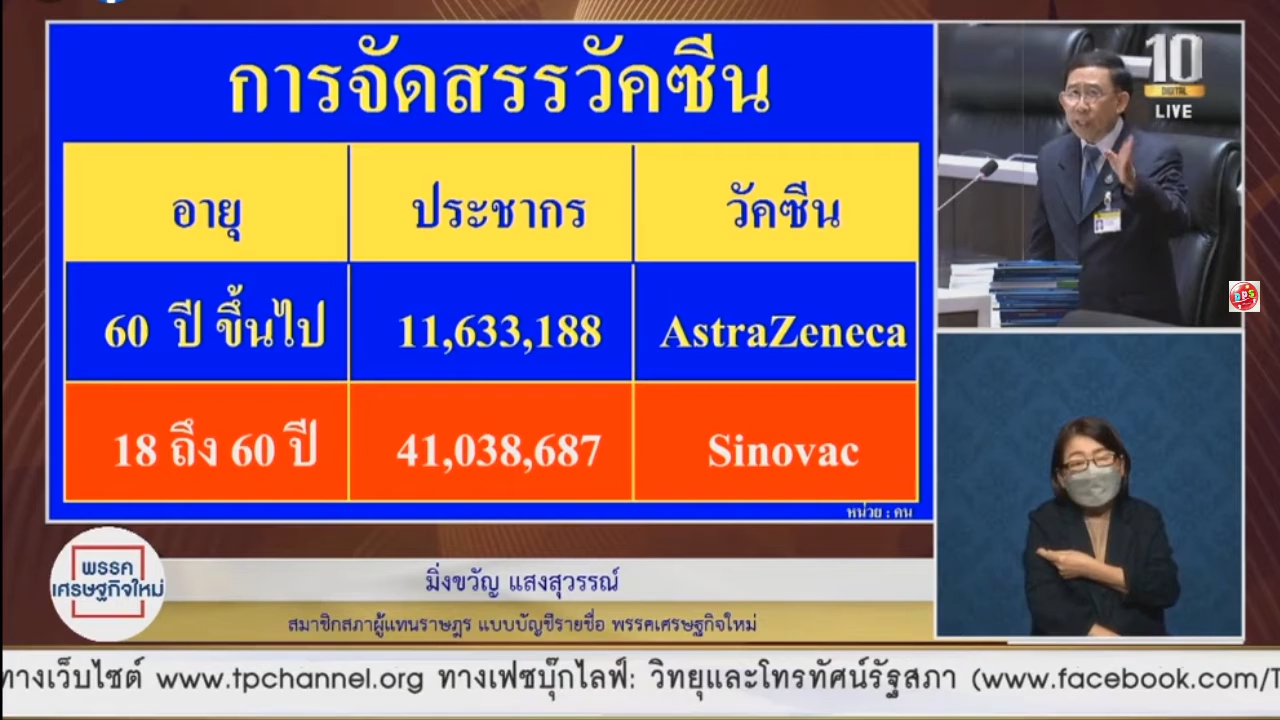 การจัดสรรวัคซีน
อายุ ประชากร วัคซีน
60 ปี ขึ้นไป 11,633,188 AstraZeneca
18 ถึง 60 ปี 41,038,687 Sinovac
หน่วย : คน
10
DIGITAL
LIVE
DPS
พรรค
เศรษฐกิจใหม่
มิ่งขวัญ แสงสุวรรณ์
สมาชิกสภาผู้แทนราษฎร แบบบัญชีรายชื่อ พรรคเศรษฐกิจใหม่
ทางเว็บไซต์ www.tpchannel.org ทางเฟซบุ๊กไลฟ์: วิทยุและโทรทัศน์รัฐสภา (www.facebook.com/T